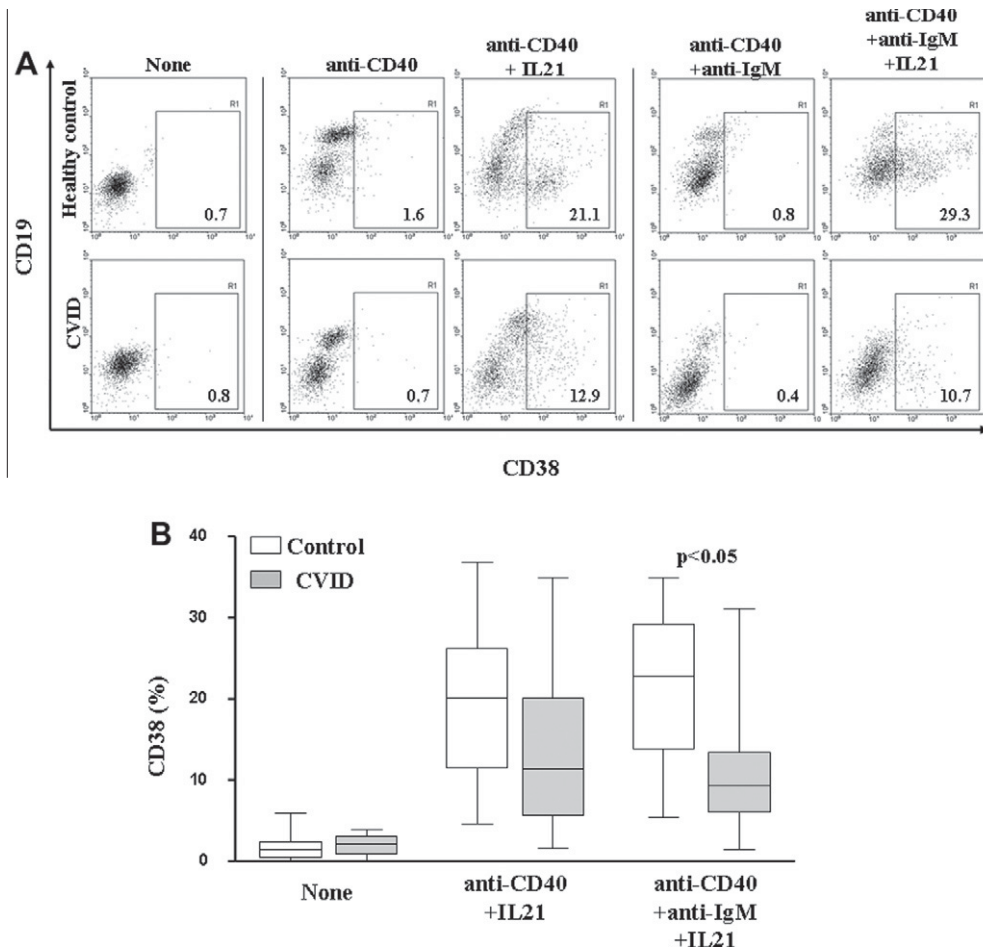 A
None
anti-CD40
anti-CD40
+ IL21
anti-CD40
+anti-IgM
anti-CD40
+anti-IgM
+IL21
Healthy control
R1
0.7
R1
1.6
R1
21.1
R1
0.8
R1
29.3
CD19
CVID
R1
0.8
R1
0.7
R1
12.9
R1
0.4
R1
10.7
CD38
B
Control
CVID
p<0.05
CD38 (%)
40
30
20
10
0
None
anti-CD40
+IL21
anti-CD40
+anti-IgM
+IL21